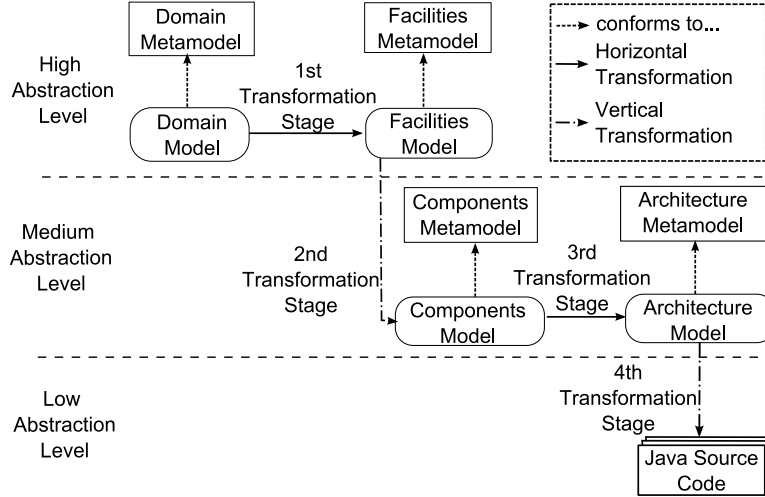 Domain
Metamodel
Facilities
Metamodel
conforms to...
Horizontal
Transformation
Vertical
Transformation
High
Abstraction
Level
1st
Transformation
Stage
Domain
Model
Facilities
Model
Medium
Abstraction
Level
2nd
Transformation
Stage
Components
Metamodel
3rd
Transformation
Stage
Architecture
Metamodel
Components
Model
Architecture
Model
Low
Abstraction
Level
4th
Transformation
Stage
Java Source
Code